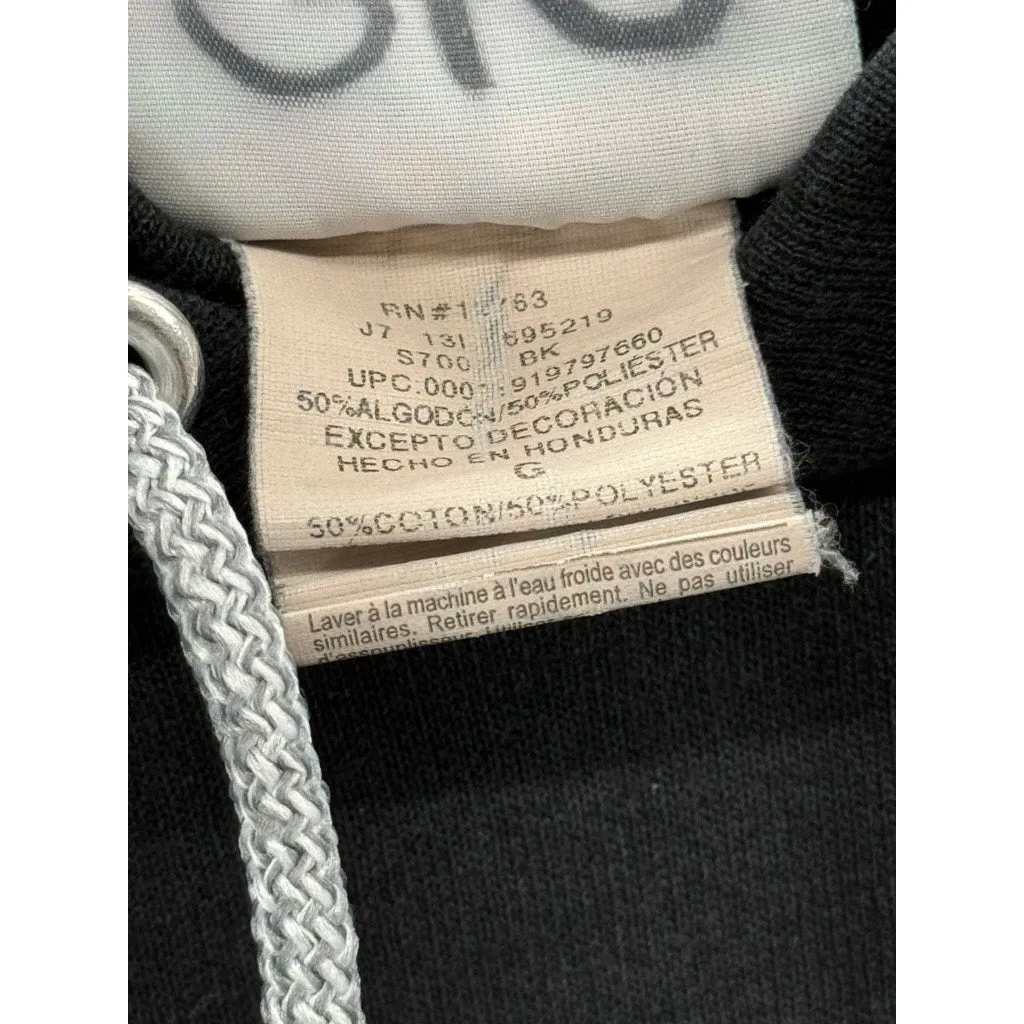 J7 13I 695219
S700 BK
50%ALGODÓN/50%POLIÉSTER
EXCEPTO DECORACIÓN
HECHO EN HONDURAS
G
50%COTON/50%POLYESTER
Laver à la machine à l'eau froide avec des couleurs
similaires. Retirer rapidement. Ne pas utiliser